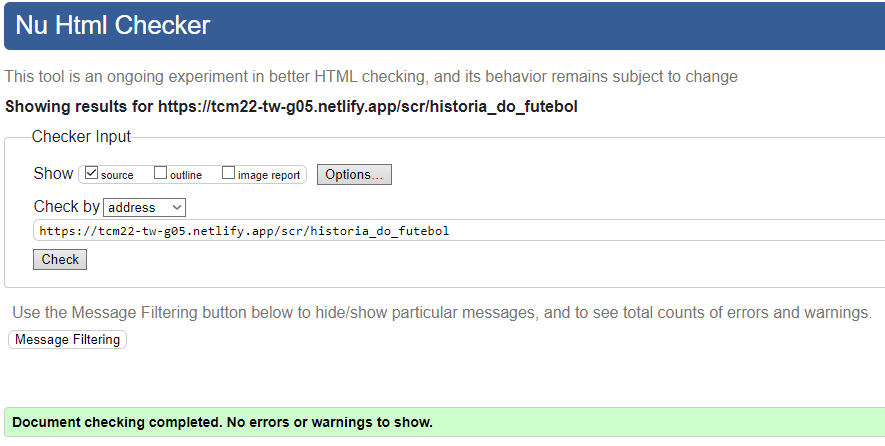 Nu Html Checker
This tool is an ongoing experiment in better HTML checking, and its behavior remains subject to change
Showing results for https://tcm22-tw-g05.netlify.app/scr/historia_do_futebol
Checker Input
Show source outline image report Options...
Check by address
https://tcm22-tw-g05.netlify.app/scr/historia_do_futebol
Check
Use the Message Filtering button below to hide/show particular messages, and to see total counts of errors and warnings.
Message Filtering
Document checking completed. No errors or warnings to show.